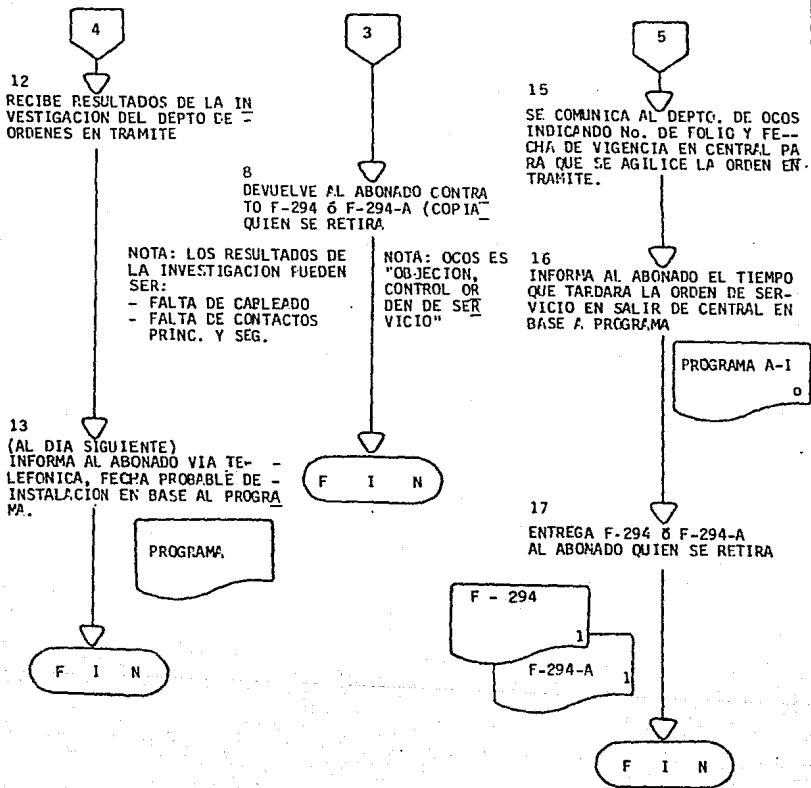 4
12
RECIBE RESULTADOS DE LA IN
VESTIGACION DEL DEPTO DE -
ORDENES EN TRAMITE
NOTA: LOS RESULTADOS DE
LA INVESTIGACION PUEDEN
SER:
- FALTA DE CABLEADO
- FALTA DE CONTACTOS
PRINC. Y SEG.
13
(AL DIA SIGUIENTE)
INFORMA AL ABONADO VIA TE- -
LEFONICA, FECHA PROBABLE DE -
INSTALACION EN BASE AL PROGRA
MA.
PROGRAMA
F I N
3
8
DEVUELVE AL ABONADO CONTRA
TO F-294 ó F-294-A (COPIA
QUIEN SE RETIRA
NOTA: OCOS ES
"OBJECION,
CONTROL OR
DEN DE SER
VICIO"
F I N
5
15
SE COMUNICA AL DEPTO. DE OCOS
INDICANDO No. DE FOLIO Y FE--
CHA DE VIGENCIA EN CENTRAL PA
RA QUE SE AGILICE LA ORDEN EN-
TRAMITE.
16
INFORMA AL ABONADO EL TIEMPO
QUE TARDARA LA ORDEN DE SER-
VICIO EN SALIR DE CENTRAL EN
BASE A PROGRAMA
PROGRAMA A-I
o
17
ENTREGA F-294 ó F-294-A
AL ABONADO QUIEN SE RETIRA
F - 294
1
F-294-A
1
F I N